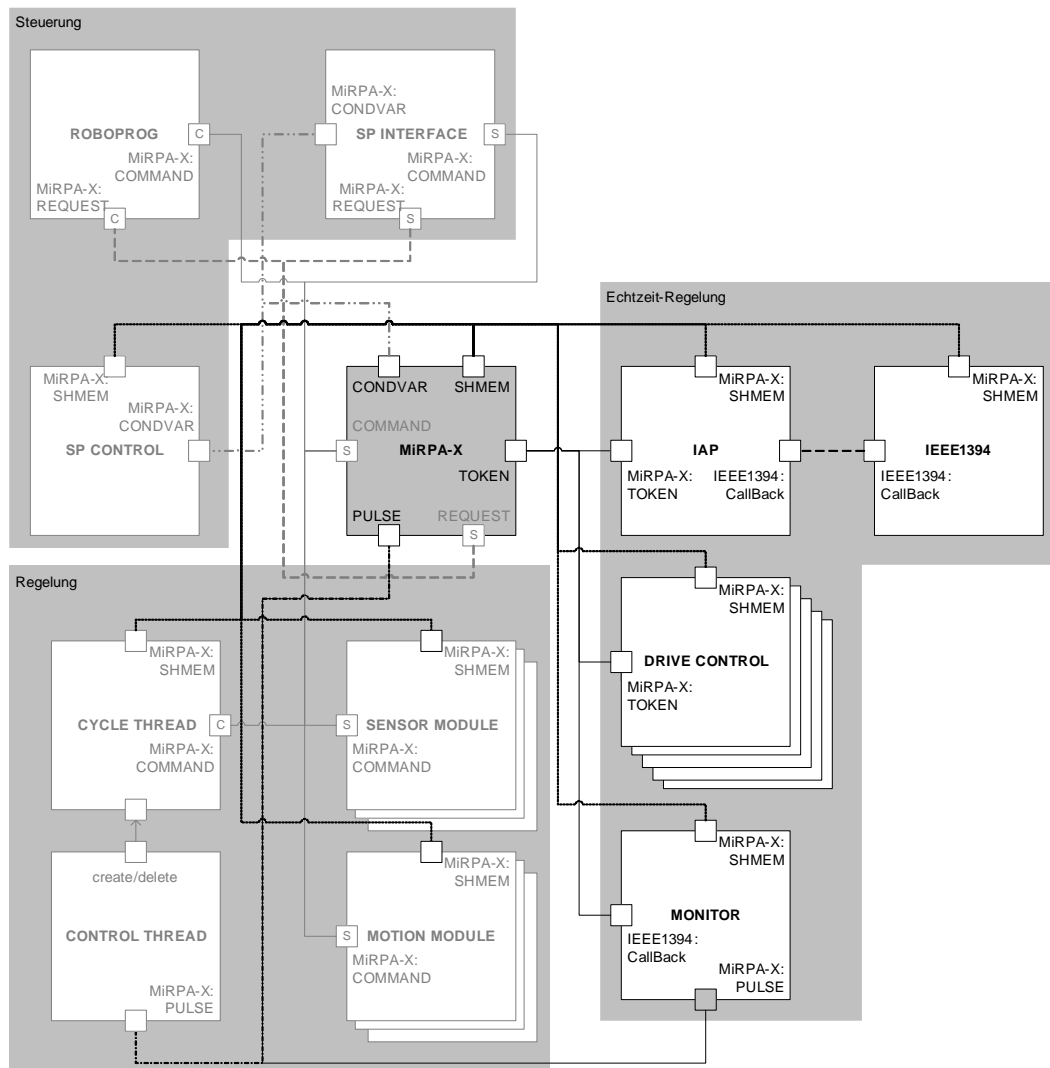 Steuerung
ROBOPROG
C
MiRPA-X:
COMMAND
MiRPA-X:
REQUEST
C
MiRPA-X:
CONDVAR
SP INTERFACE
S
MiRPA-X:
COMMAND
MiRPA-X:
REQUEST
S
MiRPA-X:
SHMEM
MiRPA-X:
CONDVAR
SP CONTROL
CONDVAR
SHMEM
COMMAND
S
MiRPA-X
TOKEN
PULSE
REQUEST
S
Echtzeit-Regelung
MiRPA-X:
SHMEM
IAP
MiRPA-X:
TOKEN
IEEE1394:
CallBack
MiRPA-X:
SHMEM
IEEE1394
IEEE1394:
CallBack
MiRPA-X:
SHMEM
DRIVE CONTROL
MiRPA-X:
TOKEN
MiRPA-X:
SHMEM
MONITOR
IEEE1394:
CallBack
MiRPA-X:
PULSE
Regelung
MiRPA-X:
SHMEM
CYCLE THREAD
C
MiRPA-X:
COMMAND
MiRPA-X:
SHMEM
S
SENSOR MODULE
MiRPA-X:
COMMAND
create/delete
CONTROL THREAD
MiRPA-X:
PULSE
MiRPA-X:
SHMEM
S
MOTION MODULE
MiRPA-X:
COMMAND